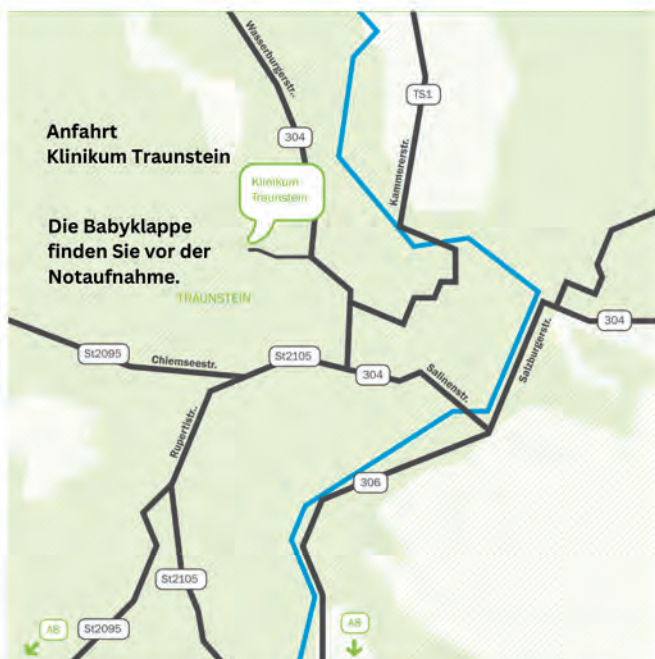 Wasserburgerstr.
TS1
Anfahrt
Klinikum Traunstein
304
Kammererstr.
Klinikum
Traunstein
Die Babyklappe
finden Sie vor der
Notaufnahme.
TRAUNSTEIN
304
St2095
Chiemseestr.
St2105
304
Salinenstr.
Salzburgerstr.
Rupertistr.
306
St2105
A8
St2095
A8